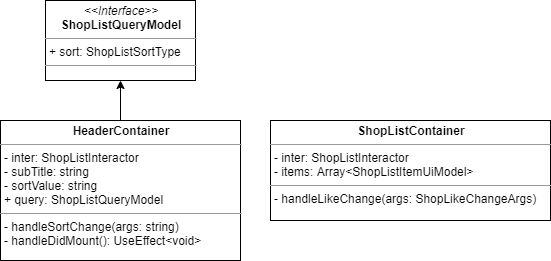 <<Interface>>
ShopListQueryModel
+ sort: ShopListSortType
HeaderContainer
- inter: ShopListInteractor
- subTitle: string
- sortValue: string
+ query: ShopListQueryModel
- handleSortChange(args: string)
- handleDidMount(): UseEffect<void>
ShopListContainer
- inter: ShopListInteractor
- items: Array<ShopListItemUiModel>
- handleLikeChange(args: ShopLikeChangeArgs)